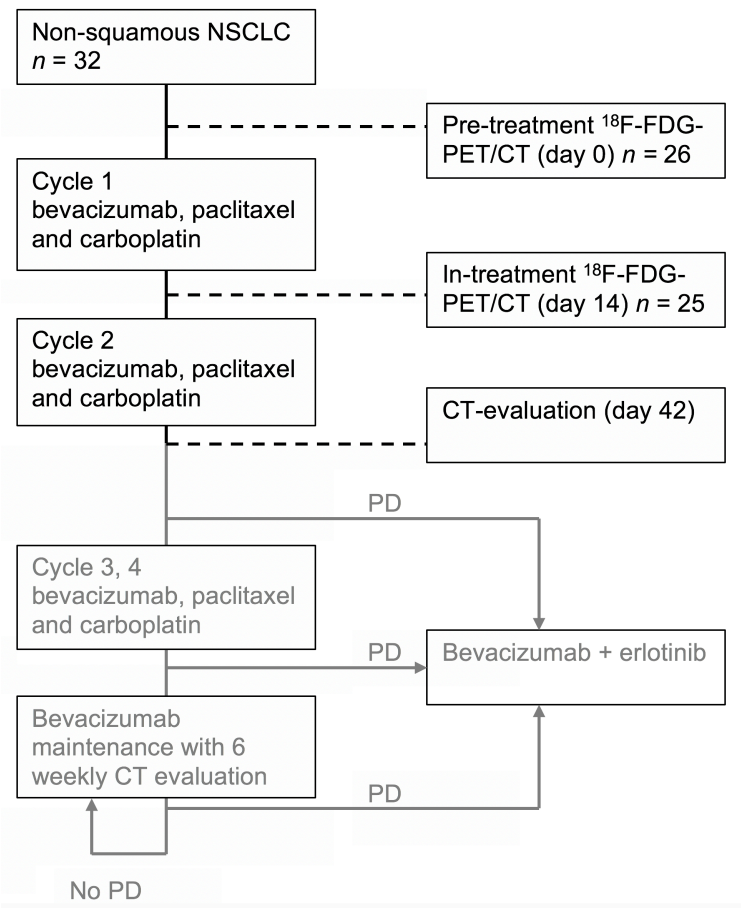 Non-squamous NSCLC
n = 32
Pre-treatment ¹⁸F-FDG-
PET/CT (day 0) n = 26
Cycle 1
bevacizumab, paclitaxel
and carboplatin
In-treatment ¹⁸F-FDG-
PET/CT (day 14) n = 25
Cycle 2
bevacizumab, paclitaxel
and carboplatin
CT-evaluation (day 42)
PD
Cycle 3, 4
bevacizumab, paclitaxel
and carboplatin
PD
Bevacizumab + erlotinib
Bevacizumab
maintenance with 6
weekly CT evaluation
PD
No PD